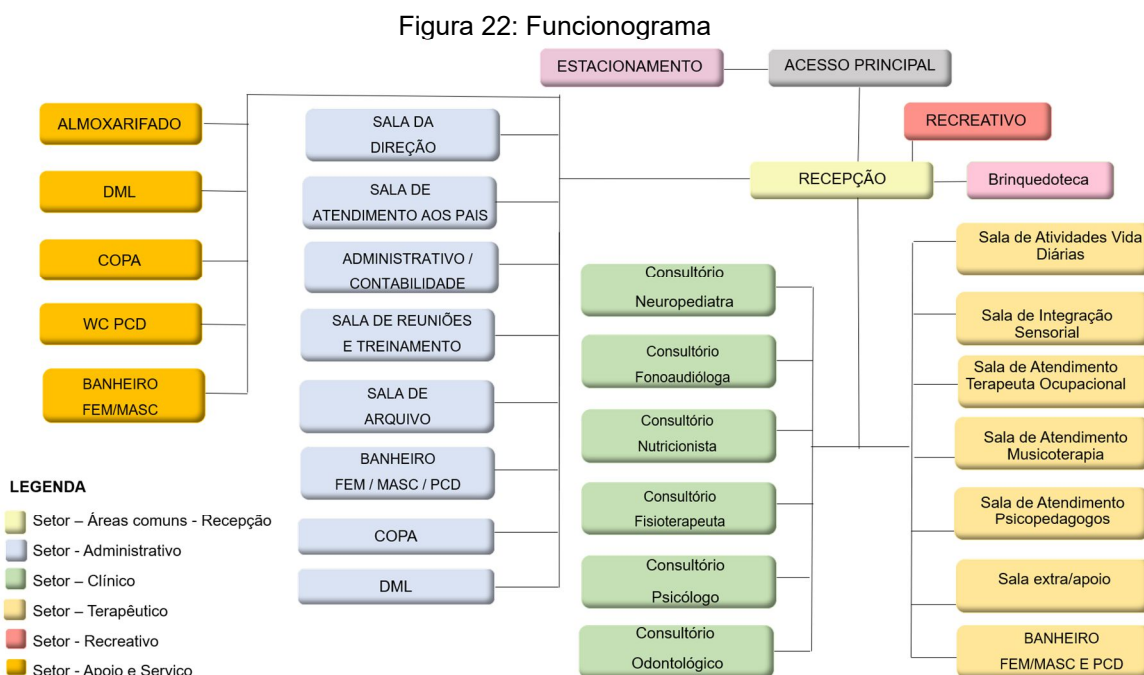 Figura 22: Funcionograma
ESTACIONAMENTO
ACESSO PRINCIPAL
RECREATIVO
RECEPÇÃO
Brinquedoteca
ALMOXARIFADO
DML
COPA
WC PCD
BANHEIRO
FEM/MASC
SALA DA
DIREÇÃO
SALA DE
ATENDIMENTO AOS PAIS
ADMINISTRATIVO /
CONTABILIDADE
SALA DE REUNIÕES
E TREINAMENTO
SALA DE
ARQUIVO
BANHEIRO
FEM / MASC / PCD
COPA
DML
Consultório
Neuropediatra
Consultório
Fonoaudióloga
Consultório
Nutricionista
Consultório
Fisioterapeuta
Consultório
Psicólogo
Consultório
Odontológico
Sala de Atividades Vida
Diárias
Sala de Integração
Sensorial
Sala de Atendimento
Terapeuta Ocupacional
Sala de Atendimento
Musicoterapia
Sala de Atendimento
Psicopedagogos
Sala extra/apoio
BANHEIRO
FEM/MASC E PCD
LEGENDA
Setor – Áreas comuns - Recepção
Setor - Administrativo
Setor – Clínico
Setor – Terapêutico
Setor - Recreativo
Setor - Apoio e Serviço